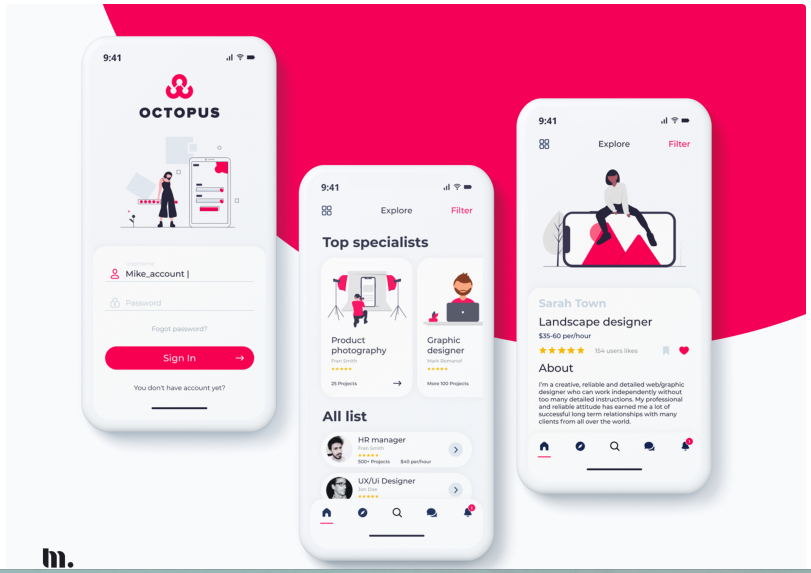 9:41
OCTOPUS
Username
Mike_account |
Password
Fogot password?
Sign In →
You don't have account yet?
9:41
Explore
Filter
Top specialists
Product
photography
Fran Smith
25 Projects →
Graphic
designer
Mark Remanof
More 100 Projects
All list
HR manager
Fran Smith
500+ Projects $40 per/hour
UX/Ui Designer
Jon Doe
9:41
Explore
Filter
Sarah Town
Landscape designer
$35-60 per/hour
154 users likes
About
I'm a creative, reliable and detailed web/graphic
designer who can work independently without
too many detailed instructions. My professional
and reliable attitude has earned me a lot of
successful long term relationships with many
clients from all over the world.
m.